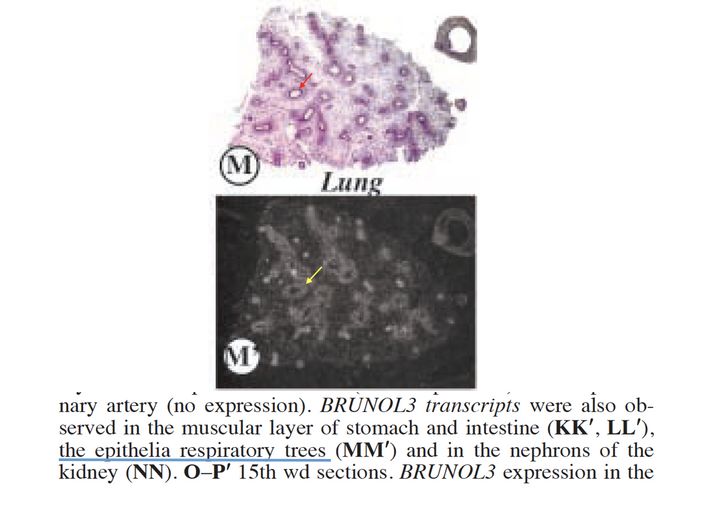 M
Lung
M'
nary artery (no expression). BRUNOL3 transcripts were also ob-
served in the muscular layer of stomach and intestine (KK′, LL′),
the epithelia respiratory trees (MM′) and in the nephrons of the
kidney (NN). O–P′ 15th wd sections. BRUNOL3 expression in the